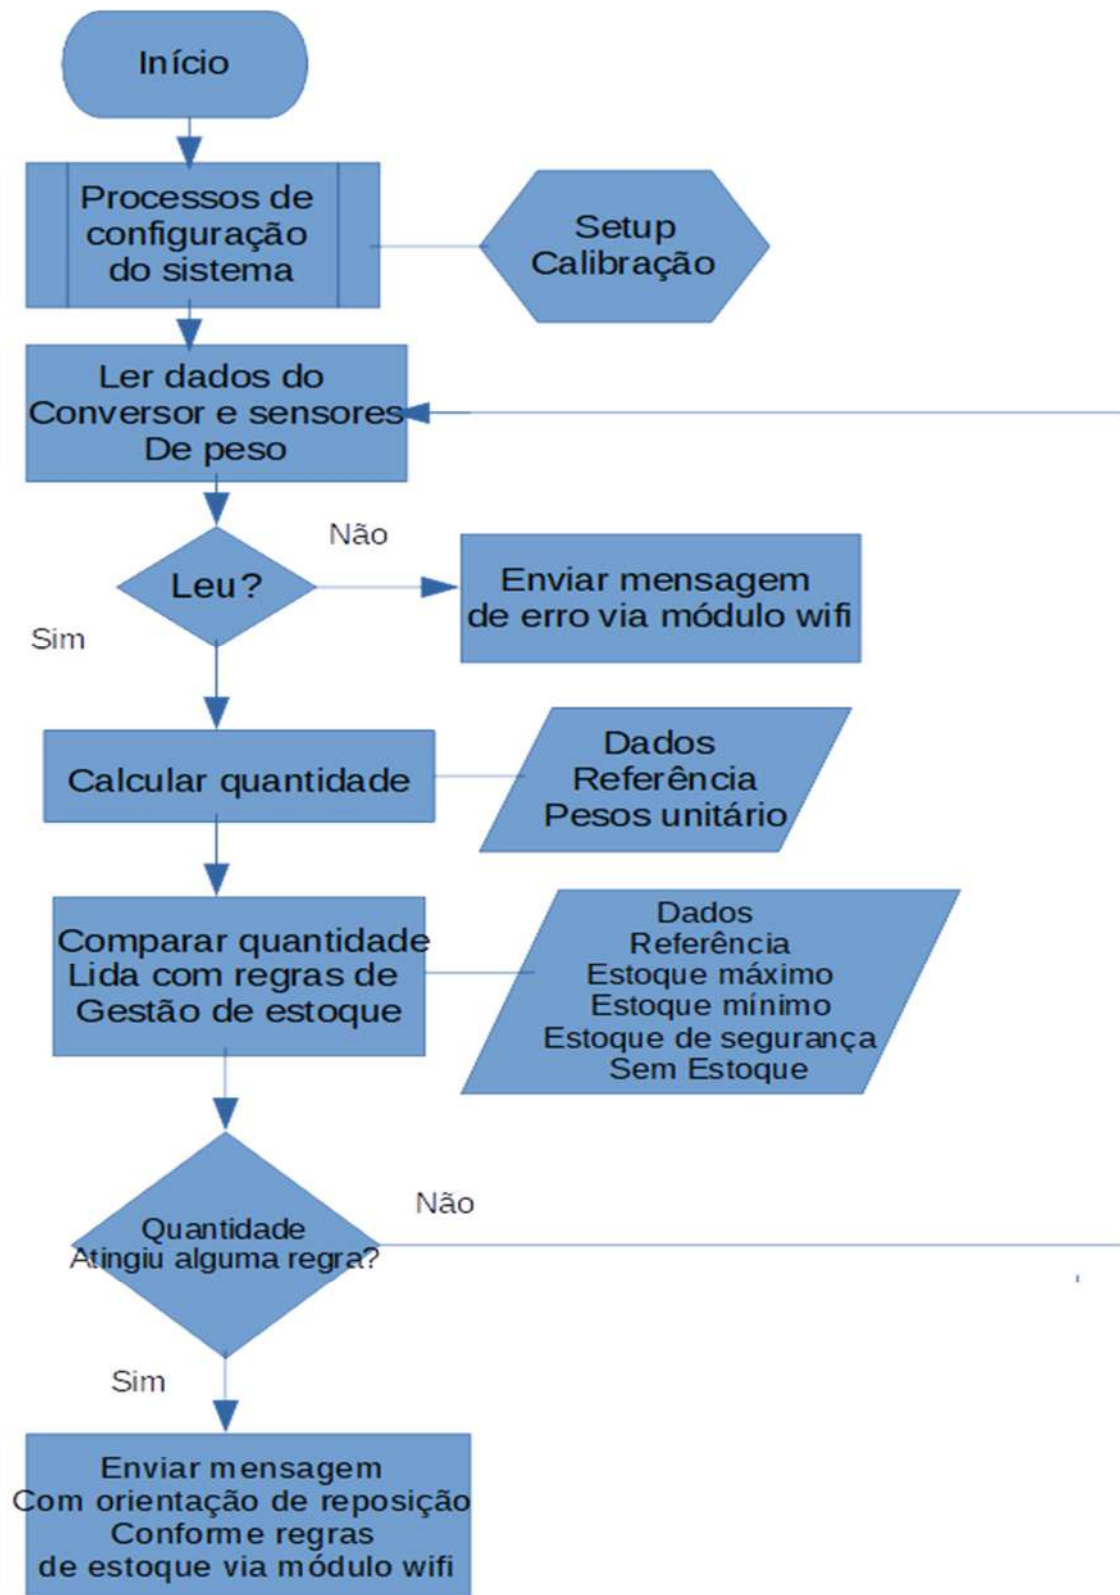 Início
Processos de
configuração
do sistema
Setup
Calibração
Ler dados do
Conversor e sensores
De peso
Leu?
Não
Enviar mensagem
de erro via módulo wifi
Sim
Calcular quantidade
Dados
Referência
Pesos unitário
Comparar quantidade
Lida com regras de
Gestão de estoque
Dados
Referência
Estoque máximo
Estoque mínimo
Estoque de segurança
Sem Estoque
Quantidade
Atingiu alguma regra?
Não
Sim
Enviar mensagem
Com orientação de reposição
Conforme regras
de estoque via módulo wifi